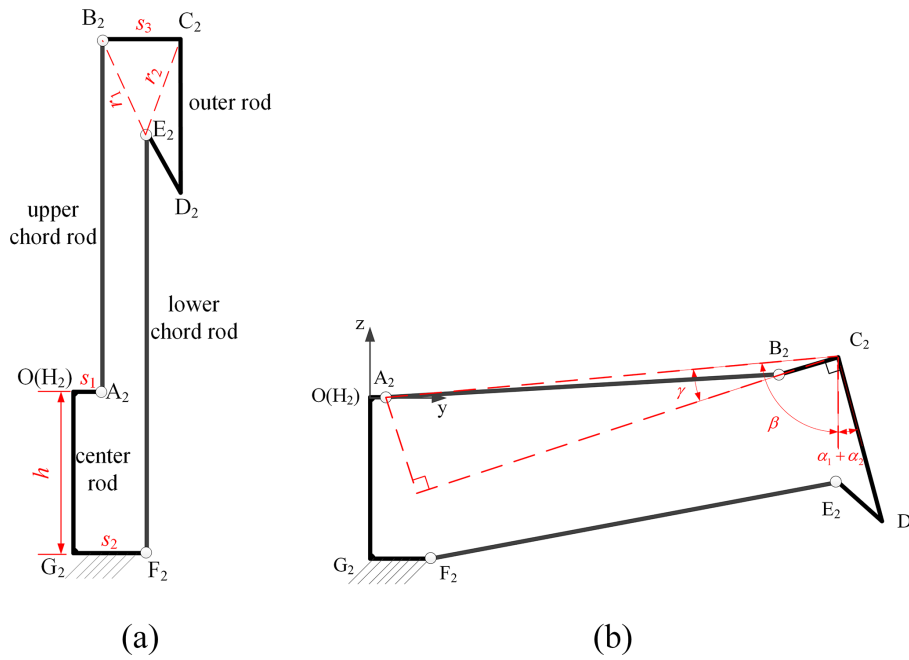 B2
s3
C2
r1
r2
outer rod
E2
D2
upper
chord rod
lower
chord rod
O(H2)
s1
A2
h
center
rod
s2
G2
F2
(a)
z
C2
B2
A2
O(H2)
y
γ
β
α1 + α2
E2
D
G2
F2
(b)